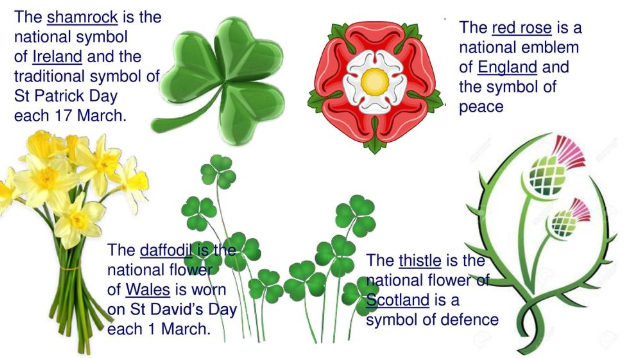 The shamrock is the
national symbol
of Ireland and the
traditional symbol of
St Patrick Day
each 17 March.
The red rose is a
national emblem
of England and
the symbol of
peace
The daffodil is the
national flower
of Wales is worn
on St David's Day
each 1 March.
The thistle is the
national flower of
Scotland is a
symbol of defence